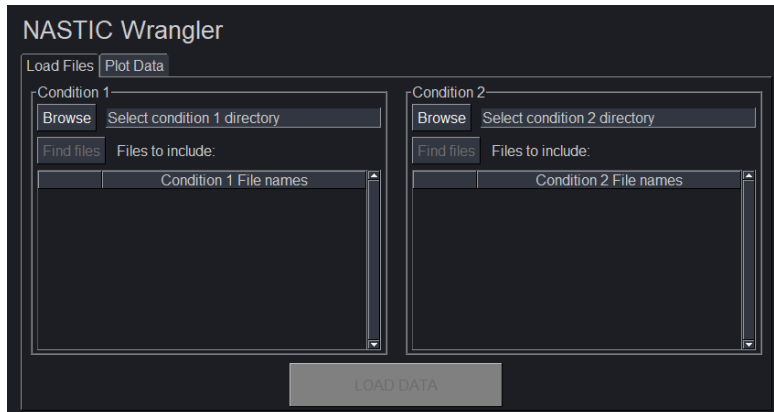 NASTIC Wrangler
Load Files Plot Data
Condition 1
Browse Select condition 1 directory
Find files Files to include:
Condition 1 File names
Condition 2
Browse Select condition 2 directory
Find files Files to include:
Condition 2 File names
LOAD DATA